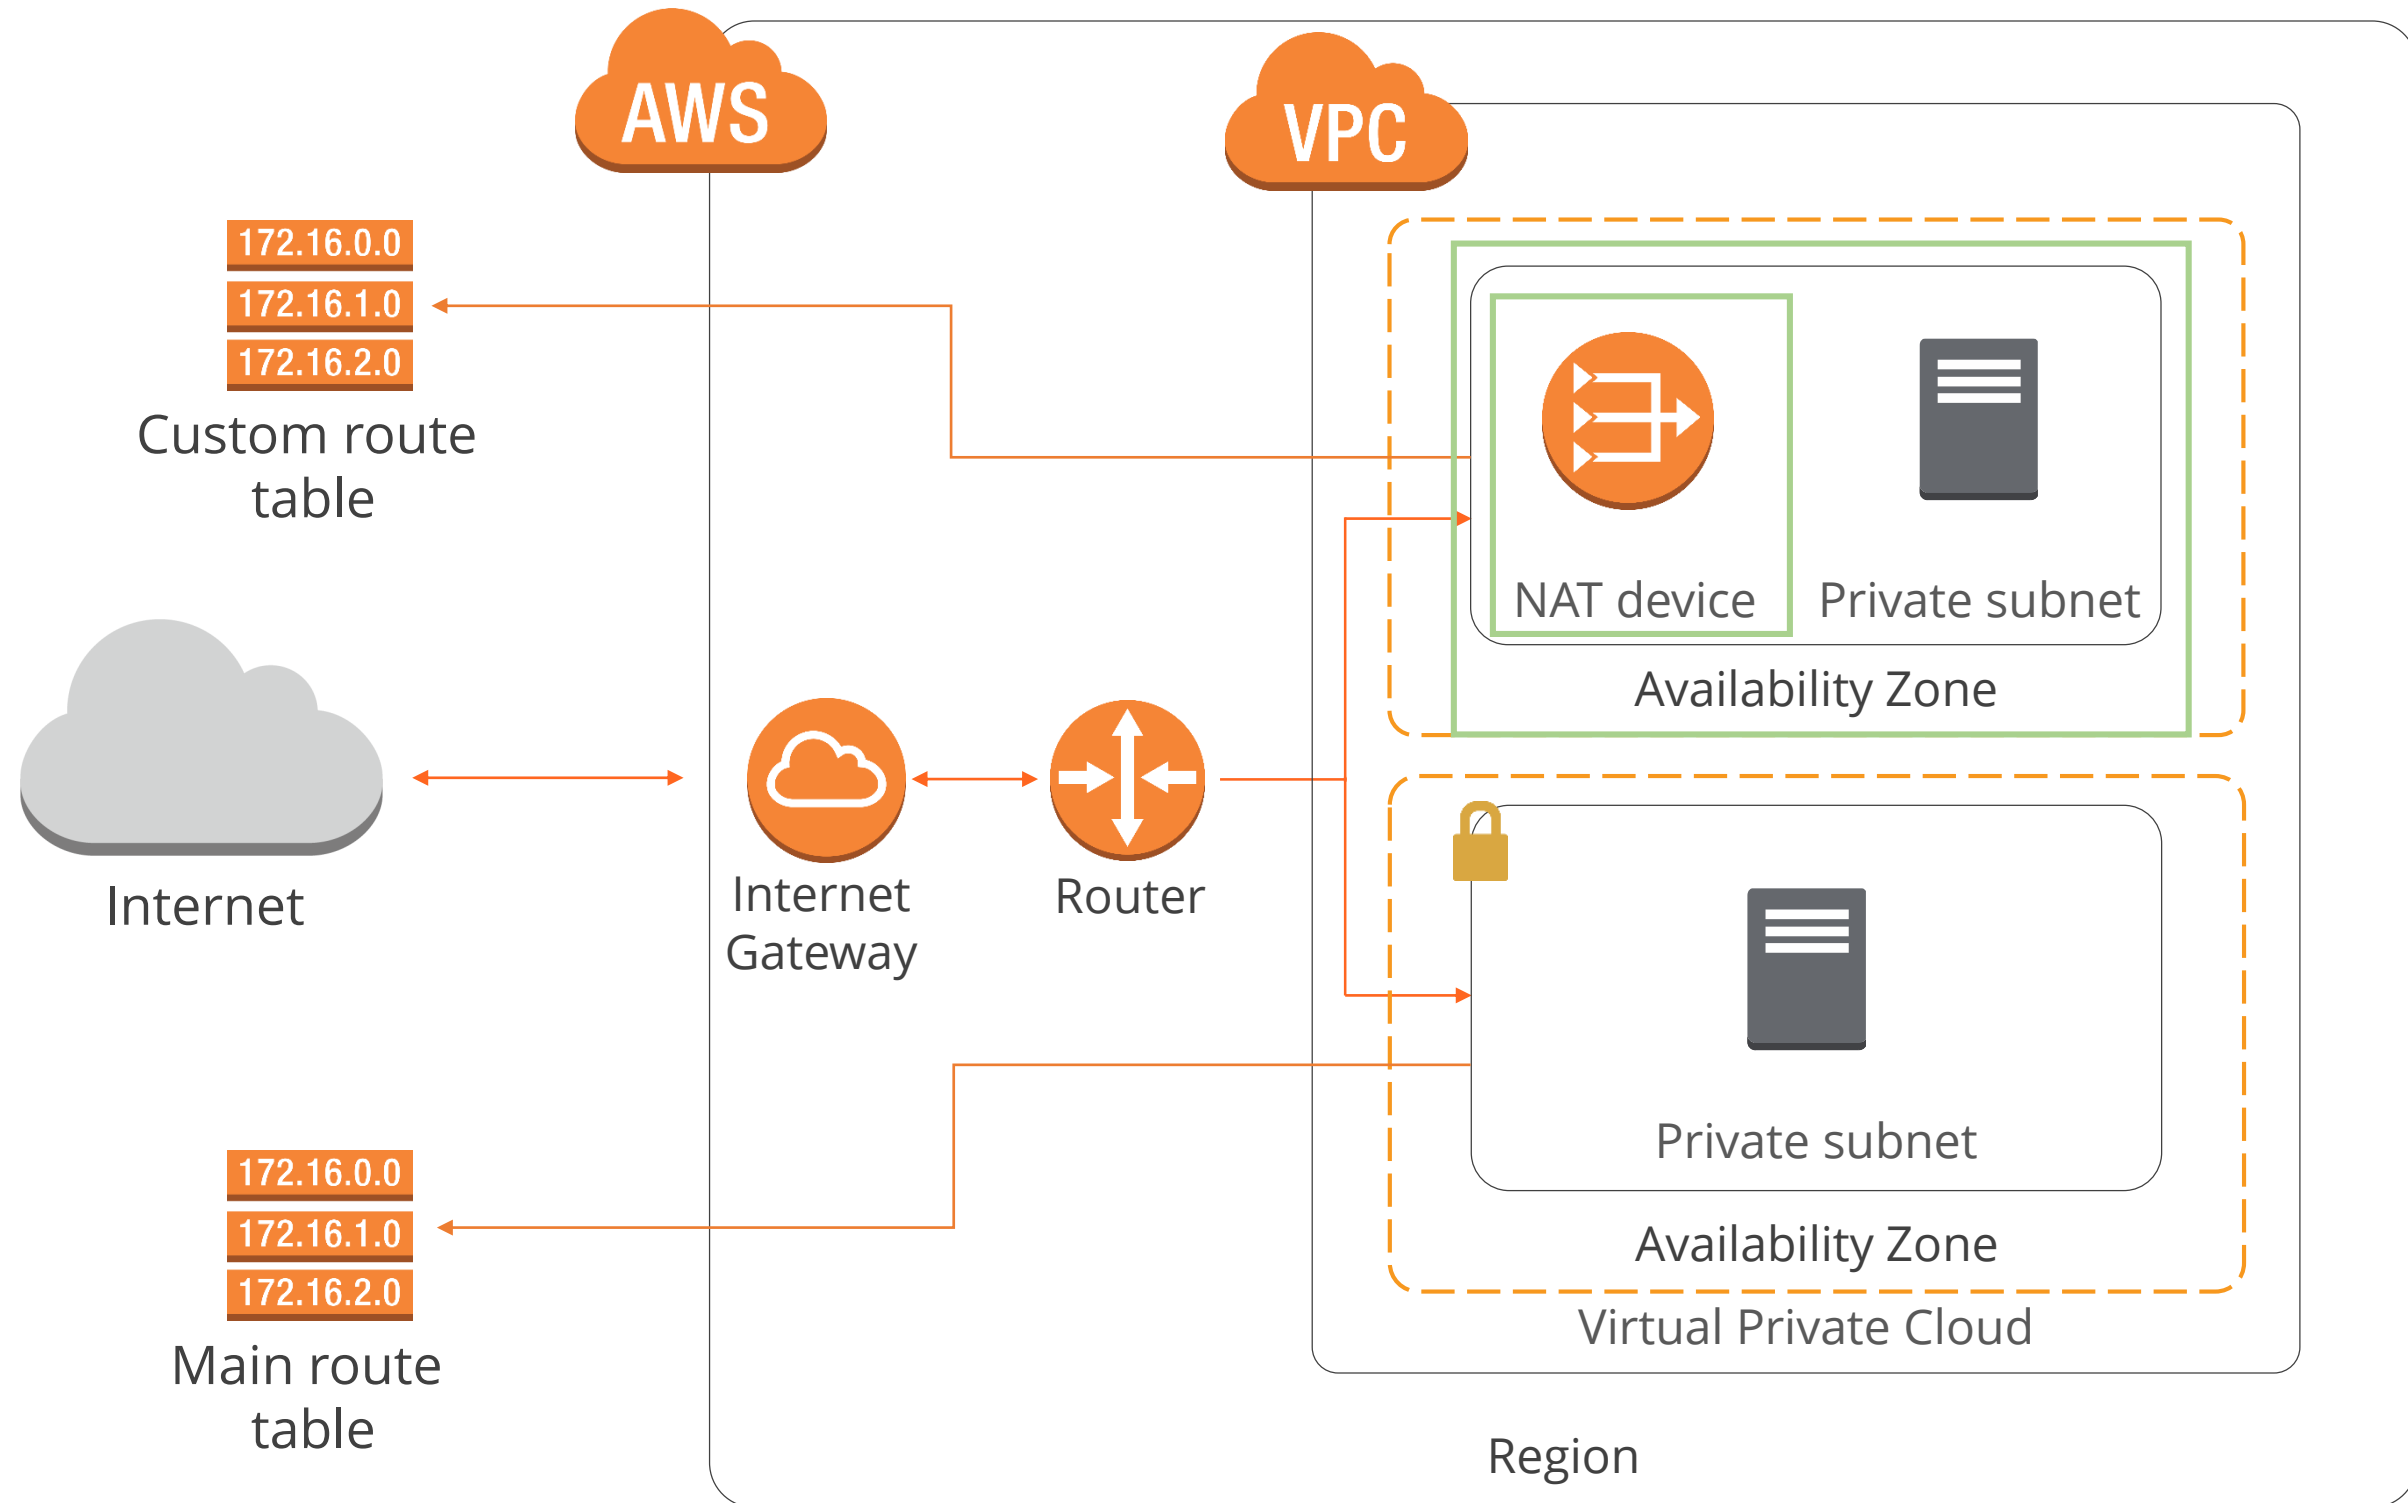 AWS
VPC
172.16.0.0
172.16.1.0
172.16.2.0
Custom route
table
NAT device
Private subnet
Availability Zone
Internet
Internet
Gateway
Router
Private subnet
Availability Zone
Virtual Private Cloud
172.16.0.0
172.16.1.0
172.16.2.0
Main route
table
Region